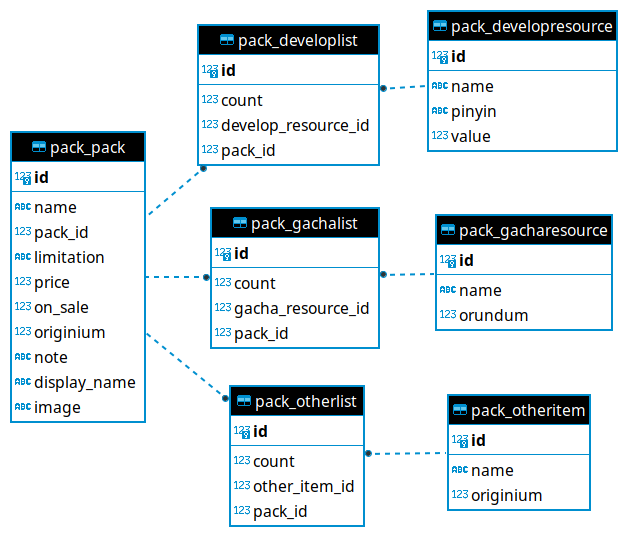 pack_pack
123 id
ABC name
123 pack_id
ABC limitation
123 price
123 on_sale
123 originium
ABC note
ABC display_name
ABC image
pack_developlist
123 id
123 count
123 develop_resource_id
123 pack_id
pack_developresource
123 id
ABC name
ABC pinyin
123 value
pack_gachalist
123 id
123 count
123 gacha_resource_id
123 pack_id
pack_gacharesource
123 id
ABC name
123 orundum
pack_otherlist
123 id
123 count
123 other_item_id
123 pack_id
pack_otheritem
123 id
ABC name
123 originium